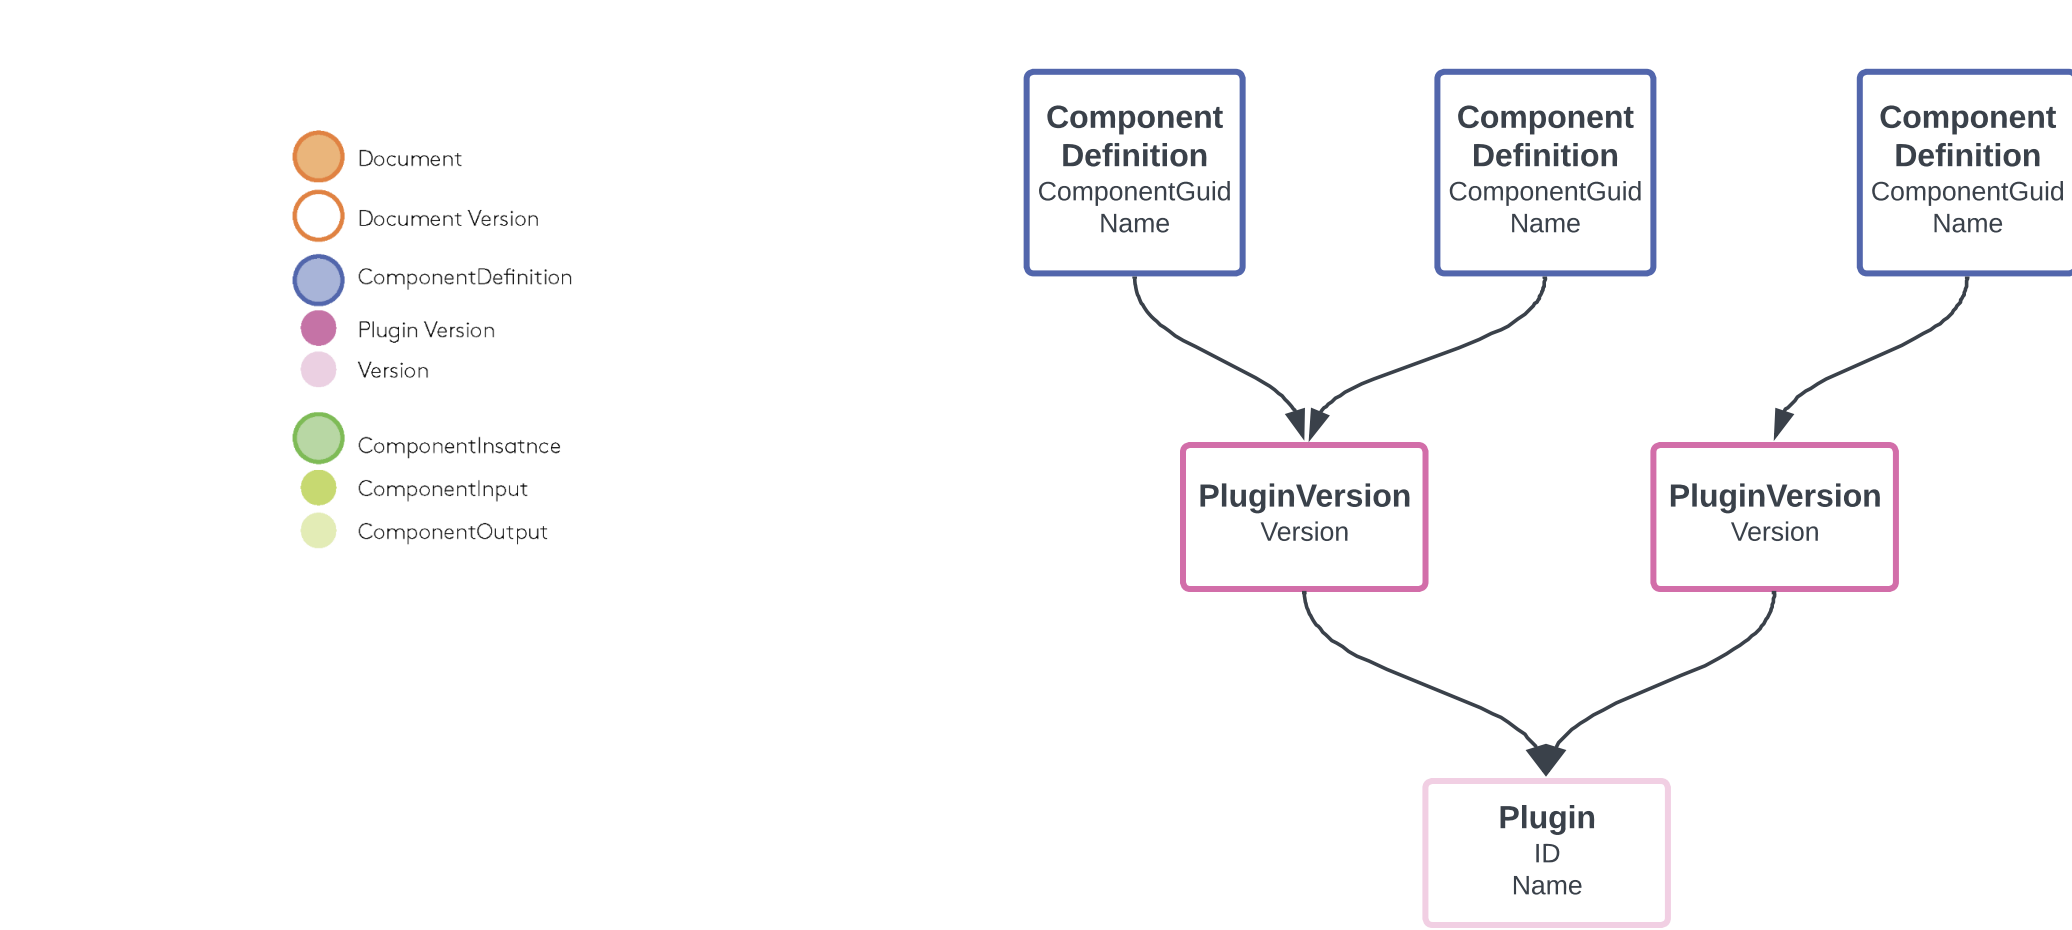 Document
Document Version
ComponentDefinition
Plugin Version
Version
ComponentInsatnce
ComponentInput
ComponentOutput
Component
Definition
ComponentGuid
Name
Component
Definition
ComponentGuid
Name
Component
Definition
ComponentGuid
Name
PluginVersion
Version
PluginVersion
Version
Plugin
ID
Name